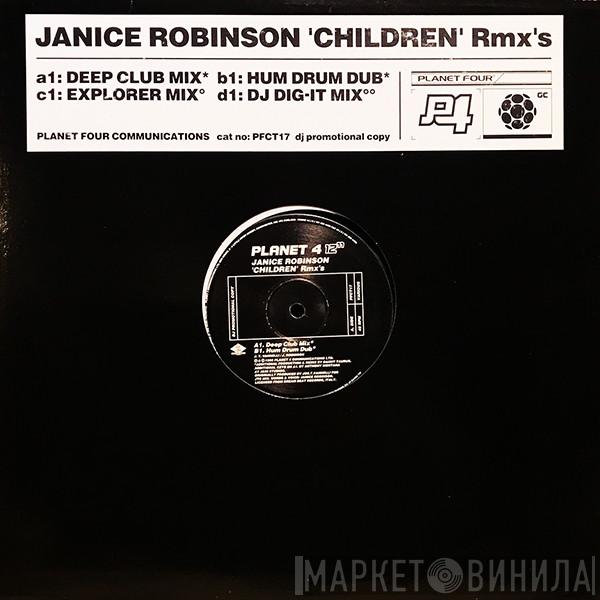 JANICE ROBINSON 'CHILDREN' Rmx's
a1: DEEP CLUB MIX* b1: HUM DRUM DUB*
c1: EXPLORER MIX° d1: DJ DIG-IT MIX°°
PLANET FOUR COMMUNICATIONS cat no: PFCT17 dj promotional copy
PLANET FOUR
P4
GC
PLANET 4 12"
JANICE ROBINSON
'CHILDREN' Rmx's
DJ PROMOTIONAL COPY
PFCT17
A1. Deep Club Mix*
B1. Hum Drum Dub*
МАРКЕТ ВИНИЛА